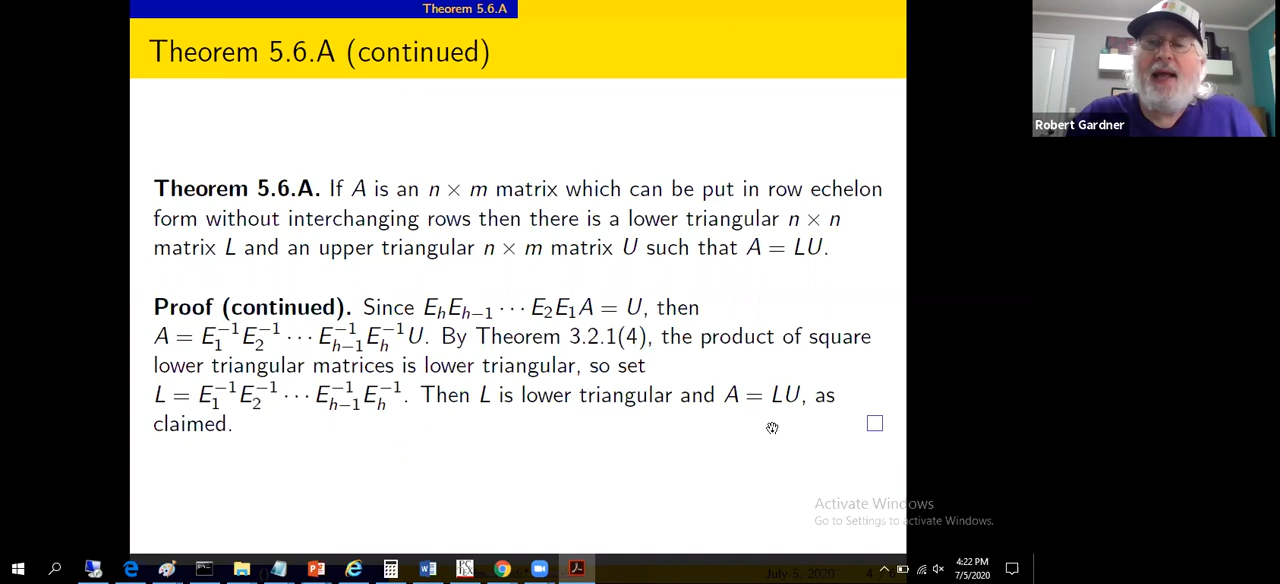 Theorem 5.6.A
Theorem 5.6.A (continued)
Robert Gardner
Theorem 5.6.A. If A is an n × m matrix which can be put in row echelon
form without interchanging rows then there is a lower triangular n × n
matrix L and an upper triangular n × m matrix U such that A = LU.
Proof (continued). Since E_hE_{h−1} ⋯ E_2E_1A = U, then
A = E_1^{−1}E_2^{−1} ⋯ E_{h−1}^{−1}E_h^{−1}U. By Theorem 3.2.1(4), the product of square
lower triangular matrices is lower triangular, so set
L = E_1^{−1}E_2^{−1} ⋯ E_{h−1}^{−1}E_h^{−1}. Then L is lower triangular and A = LU, as
claimed.
Activate Windows
Go to Settings to activate Windows.
July 5, 2020
4:22 PM
7/5/2020